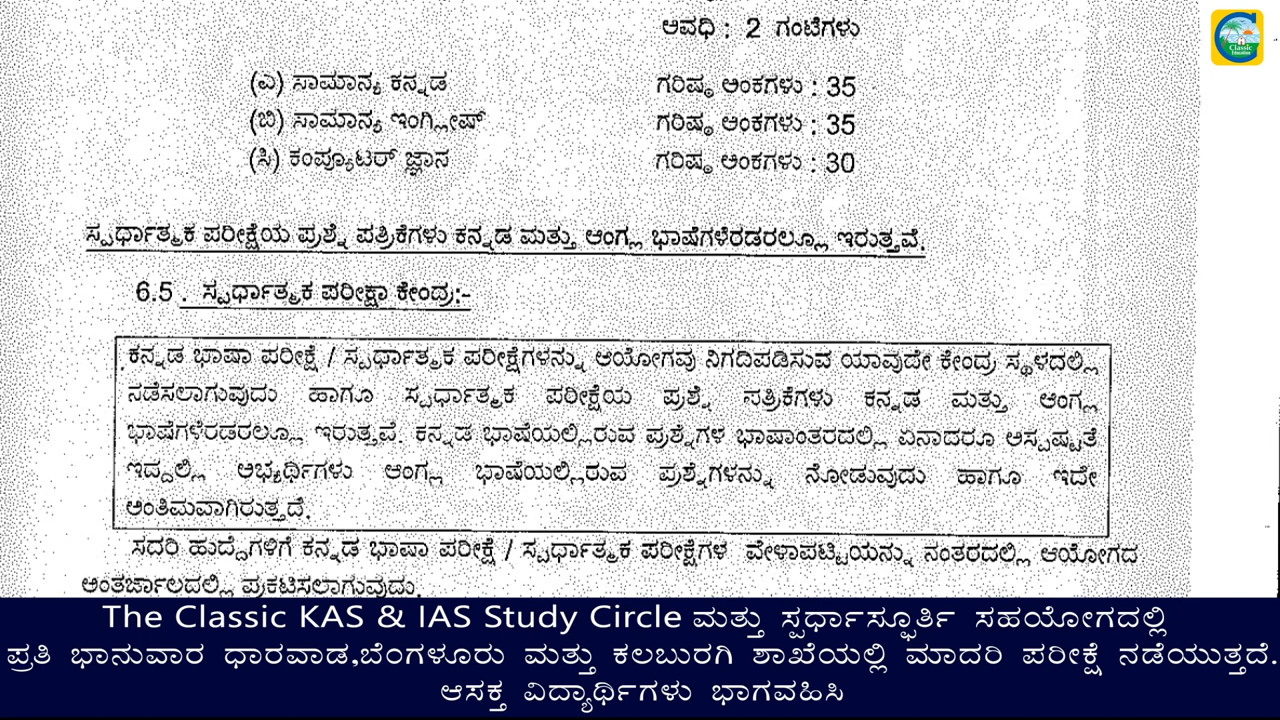 ಅವಧಿ : 2 ಗಂಟೆಗಳು
Classic
Education
(ಎ) ಸಾಮಾನ್ಯ ಕನ್ನಡ ಗರಿಷ್ಠ ಅಂಕಗಳು : 35
(ಬಿ) ಸಾಮಾನ್ಯ ಇಂಗ್ಲೀಷ್ ಗರಿಷ್ಠ ಅಂಕಗಳು : 35
(ಸಿ) ಕಂಪ್ಯೂಟರ್ ಜ್ಞಾನ ಗರಿಷ್ಠ ಅಂಕಗಳು : 30
ಸ್ಪರ್ಧಾತ್ಮಕ ಪರೀಕ್ಷೆಯ ಪ್ರಶ್ನೆ ಪತ್ರಿಕೆಗಳು ಕನ್ನಡ ಮತ್ತು ಆಂಗ್ಲ ಭಾಷೆಗಳೆರಡರಲ್ಲೂ ಇರುತ್ತವೆ.
6.5 . ಸ್ಪರ್ಧಾತ್ಮಕ ಪರೀಕ್ಷಾ ಕೇಂದ್ರ:-
ಕನ್ನಡ ಭಾಷಾ ಪರೀಕ್ಷೆ / ಸ್ಪರ್ಧಾತ್ಮಕ ಪರೀಕ್ಷೆಗಳನ್ನು ಆಯೋಗವು ನಿಗದಿಪಡಿಸುವ ಯಾವುದೇ ಕೇಂದ್ರ ಸ್ಥಳದಲ್ಲಿ
ನಡೆಸಲಾಗುವುದು ಹಾಗೂ ಸ್ಪರ್ಧಾತ್ಮಕ ಪರೀಕ್ಷೆಯ ಪ್ರಶ್ನೆ ಪತ್ರಿಕೆಗಳು ಕನ್ನಡ ಮತ್ತು ಆಂಗ್ಲ
ಭಾಷೆಗಳೆರಡರಲ್ಲೂ ಇರುತ್ತವೆ. ಕನ್ನಡ ಭಾಷೆಯಲ್ಲಿರುವ ಪ್ರಶ್ನೆಗಳ ಭಾಷಾಂತರದಲ್ಲಿ ಏನಾದರೂ ಅಸ್ಪಷ್ಟತೆ
ಇದ್ದಲ್ಲಿ ಅಭ್ಯರ್ಥಿಗಳು ಆಂಗ್ಲ ಭಾಷೆಯಲ್ಲಿರುವ ಪ್ರಶ್ನೆಗಳನ್ನು ನೋಡುವುದು ಹಾಗೂ ಇದೇ
ಅಂತಿಮವಾಗಿರುತ್ತದೆ.
ಸದರಿ ಹುದ್ದೆಗಳಿಗೆ ಕನ್ನಡ ಭಾಷಾ ಪರೀಕ್ಷೆ / ಸ್ಪರ್ಧಾತ್ಮಕ ಪರೀಕ್ಷೆಗಳ ವೇಳಾಪಟ್ಟಿಯನ್ನು ನಂತರದಲ್ಲಿ ಆಯೋಗದ
ಅಂತರ್ಜಾಲದಲ್ಲಿ ಪ್ರಕಟಿಸಲಾಗುವುದು.
The Classic KAS & IAS Study Circle ಮತ್ತು ಸ್ಪರ್ಧಾಸ್ಫೂರ್ತಿ ಸಹಯೋಗದಲ್ಲಿ
ಪ್ರತಿ ಭಾನುವಾರ ಧಾರವಾಡ,ಬೆಂಗಳೂರು ಮತ್ತು ಕಲಬುರಗಿ ಶಾಖೆಯಲ್ಲಿ ಮಾದರಿ ಪರೀಕ್ಷೆ ನಡೆಯುತ್ತದೆ.
ಆಸಕ್ತ ವಿದ್ಯಾರ್ಥಿಗಳು ಭಾಗವಹಿಸಿ